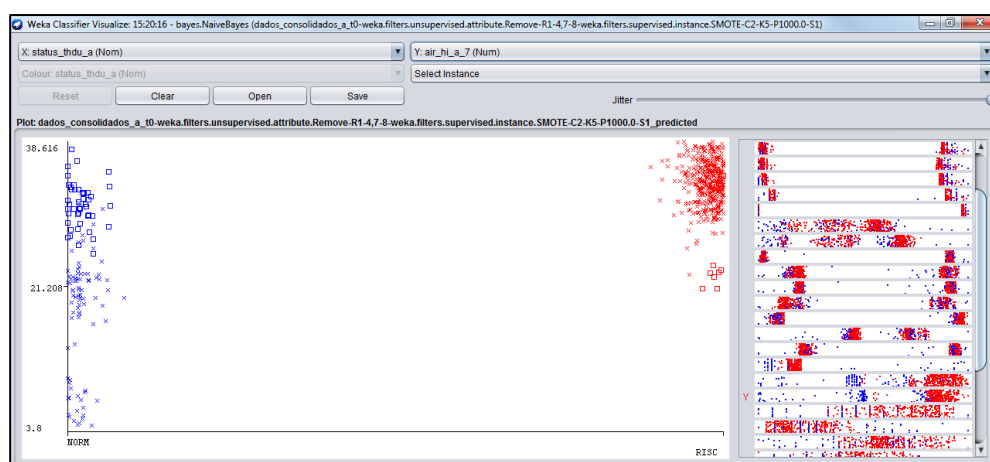 Weka Classifier Visualize: 15:20:16 - bayes.NaiveBayes (dados_consolidados_a_t0-weka.filters.unsupervised.attribute.Remove-R1-4,7-8-weka.filters.supervised.instance.SMOTE-C2-K5-P1000.0-S1)
X: status_thdu_a (Nom) Y: air_hi_a_7 (Num)
Colour: status_thdu_a (Nom) Select Instance
Reset Clear Open Save Jitter
Plot: dados_consolidados_a_t0-weka.filters.unsupervised.attribute.Remove-R1-4,7-8-weka.filters.supervised.instance.SMOTE-C2-K5-P1000.0-S1_predicted
38.616
21.208
Y
3.8
NORM
RISC